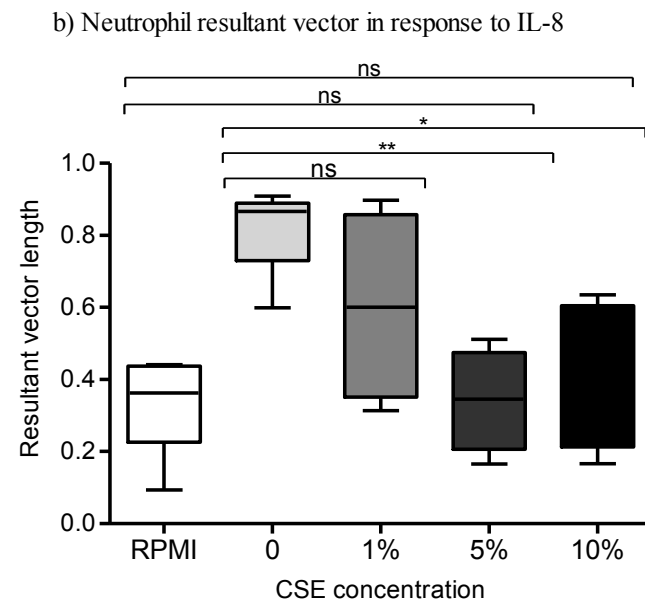 b) Neutrophil resultant vector in response to IL-8
ns
ns
*
**
ns
1.0
0.8
0.6
0.4
0.2
0.0
Resultant vector length
RPMI 0 1% 5% 10%
CSE concentration